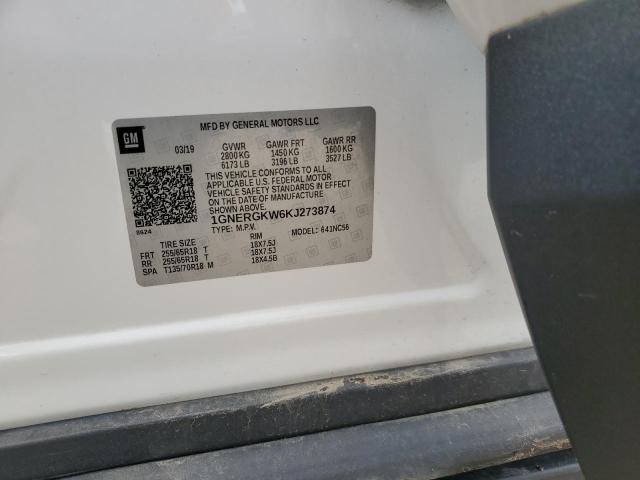 GM
MFD BY GENERAL MOTORS LLC
03/19 GVWR GAWR FRT GAWR RR
2800 KG 1450 KG 1600 KG
6173 LB 3196 LB 3527 LB
THIS VEHICLE CONFORMS TO ALL
APPLICABLE U.S. FEDERAL MOTOR
VEHICLE SAFETY STANDARDS IN EFFECT
ON THE DATE OF MANUFACTURE
SHOWN ABOVE.
1GNERGKW6KJ273874
8624 TYPE: M.P.V. MODEL: 641NC56
TIRE SIZE RIM
FRT 255/65R18 T 18X7.5J
RR 255/65R18 T 18X7.5J
SPA T135/70R18 M 18X4.5B